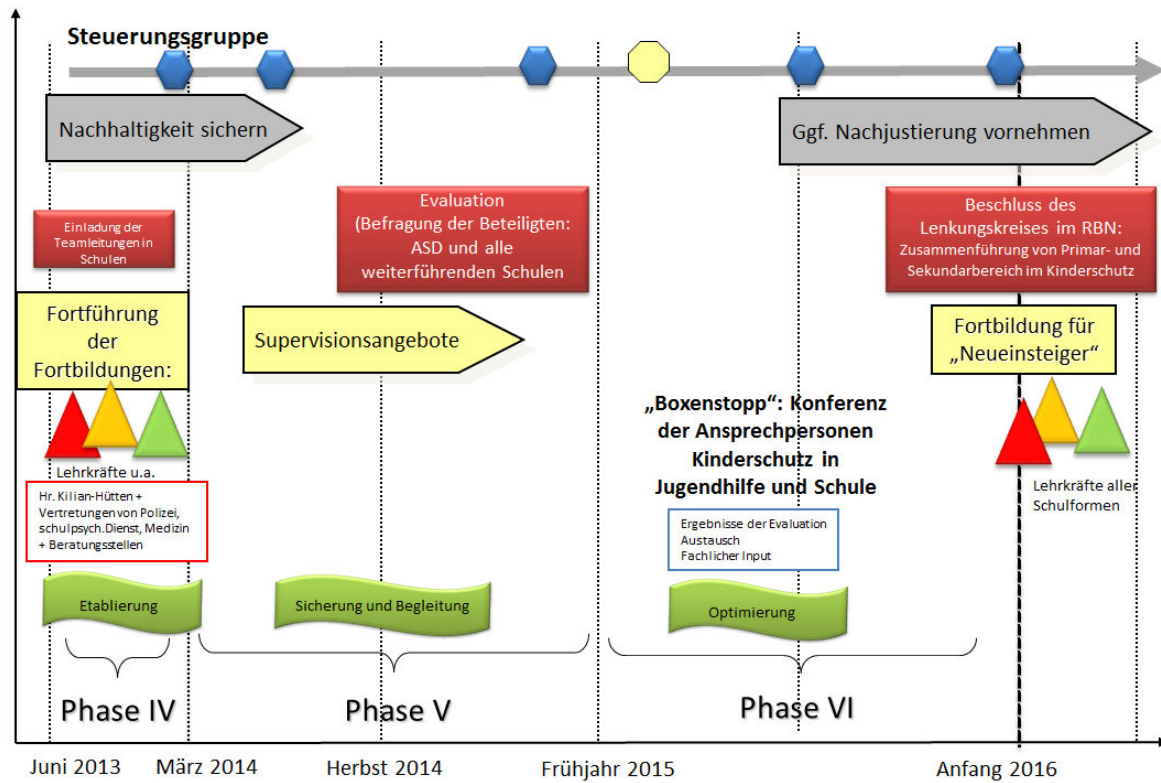 Steuerungsgruppe
Nachhaltigkeit sichern
Ggf. Nachjustierung vornehmen
Einladung der
Teamleitungen in
Schulen
Evaluation
(Befragung der Beteiligten:
ASD und alle
weiterführenden Schulen
Beschluss des
Lenkungskreises im RBN:
Zusammenführung von Primar- und
Sekundarbereich im Kinderschutz
Fortführung
der
Fortbildungen:
Supervisionsangebote
Fortbildung für
„Neueinsteiger“
„Boxenstopp“: Konferenz
der Ansprechpersonen
Kinderschutz in
Jugendhilfe und Schule
Lehrkräfte u.a.
Hr. Kilian-Hütten +
Vertretungen von Polizei,
schulpsych.Dienst, Medizin
+ Beratungsstellen
Ergebnisse der Evaluation
Austausch
Fachlicher Input
Lehrkräfte aller
Schulformen
Etablierung
Sicherung und Begleitung
Optimierung
Phase IV
Phase V
Phase VI
Juni 2013
März 2014
Herbst 2014
Frühjahr 2015
Anfang 2016